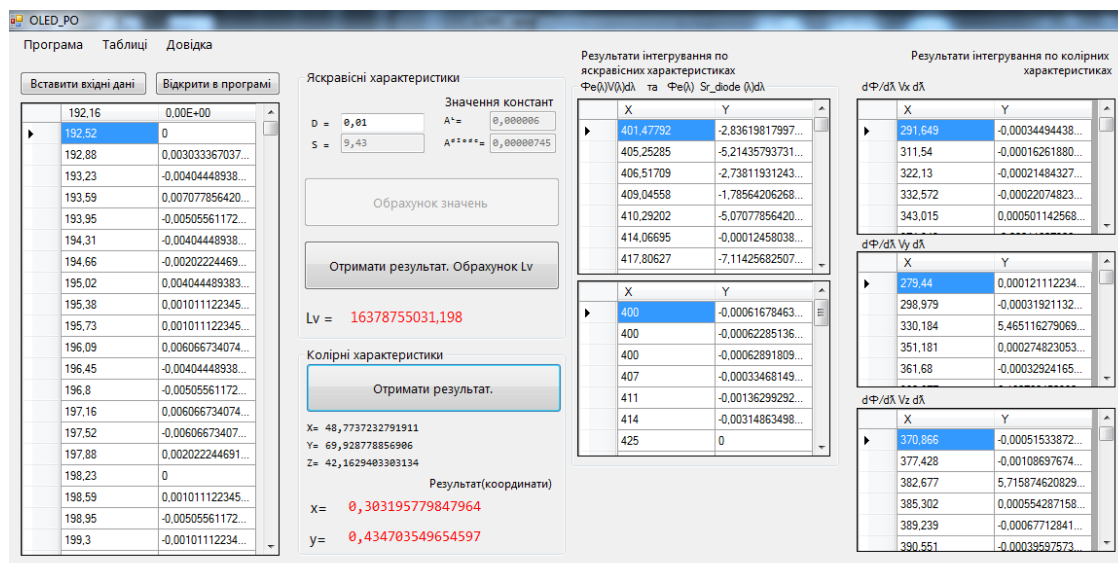 OLED_PO
Програма Таблиці Довідка
Вставити вхідні дані Відкрити в програмі
192,16 0,00E+00
192,52 0
192,88 0,003033367037...
193,23 -0,00404448938...
193,59 0,007077856420...
193,95 -0,00505561172...
194,31 -0,00404448938...
194,66 -0,00202224469...
195,02 0,004044489383...
195,38 0,001011122345...
195,73 0,001011122345...
196,09 0,006066734074...
196,45 -0,00404448938...
196,8 -0,00505561172...
197,16 0,006066734074...
197,52 -0,00606673407...
197,88 0,002022244691...
198,23 0
198,59 0,001011122345...
198,95 -0,00505561172...
199,3 -0,00101112234...
Яскравісні характеристики
Значення констант
D = 0,01 0,000006
S = 9,43 0,00000745
Обрахунок значень
Отримати результат. Обрахунок Lv
Lv = 16378755031,198
Колірні характеристики
Отримати результат.
X= 48,7737232791911
Y= 69,928778856906
Z= 42,1629403303134
Результат(координати)
x= 0,303195779847964
y= 0,434703549654597
Результати інтегрування по
яскравісних характеристиках
Фе(λ)V(λ)dλ та Фе(λ) Sr_diode (λ)dλ
X Y
401,47792 -2,83619817997...
405,25285 -5,21435793731...
406,51709 -2,73811931243...
409,04558 -1,78564206268...
410,29202 -5,07077856420...
414,06695 -0,00012458038...
417,80627 -7,11425682507...
X Y
400 -0,00061678463...
400 -0,00062285136...
400 -0,00062891809...
407 -0,00033468149...
411 -0,00136299292...
414 -0,00314863498...
425 0
Результати інтегрування по колірних
характеристиках
dФ/dλ Vx dλ
X Y
291,649 -0,00034494438...
311,54 -0,00016261880...
322,13 -0,00021484327...
332,572 -0,00022074823...
343,015 0,000501142568...
dФ/dλ Vy dλ
X Y
279,44 0,000121112234...
298,979 -0,00031921132...
330,184 5,465116279069...
351,181 0,000274823053...
361,68 -0,00032924165...
dФ/dλ Vz dλ
X Y
370,866 -0,00051533872...
377,428 -0,00108697674...
382,677 5,715874620829...
385,302 0,000554287158...
389,239 -0,00067712841...
390,551 -0,00039597573...